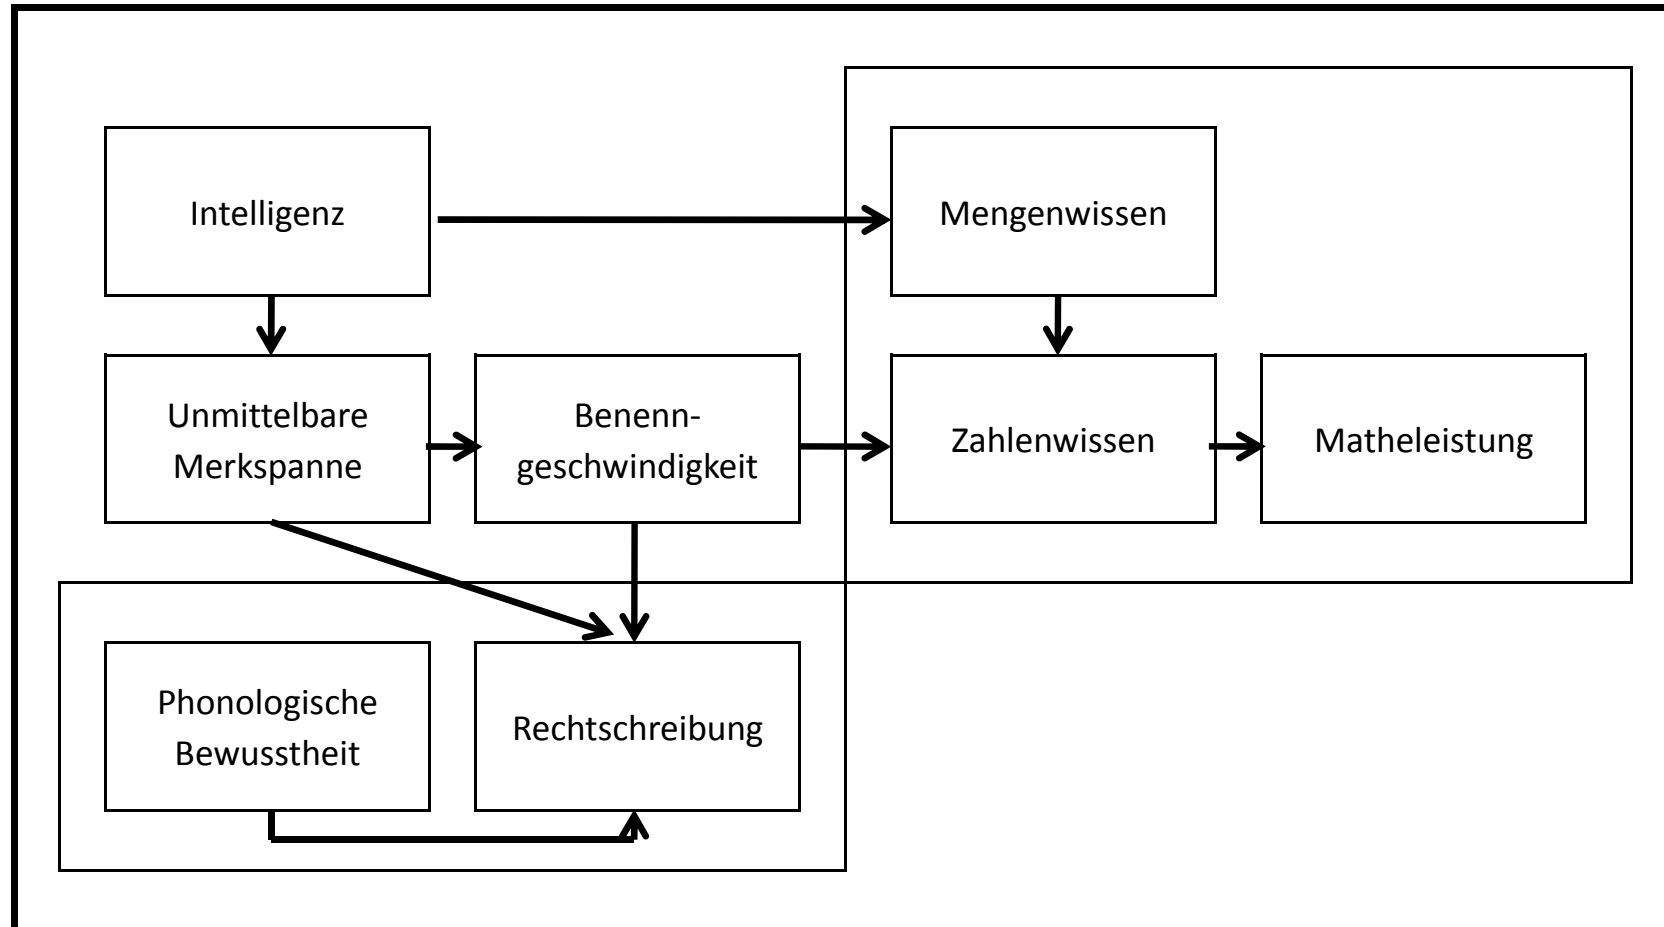 Intelligenz
Mengenwissen
Unmittelbare
Merkspanne
Benenn-
geschwindigkeit
Zahlenwissen
Matheleistung
Phonologische
Bewusstheit
Rechtschreibung